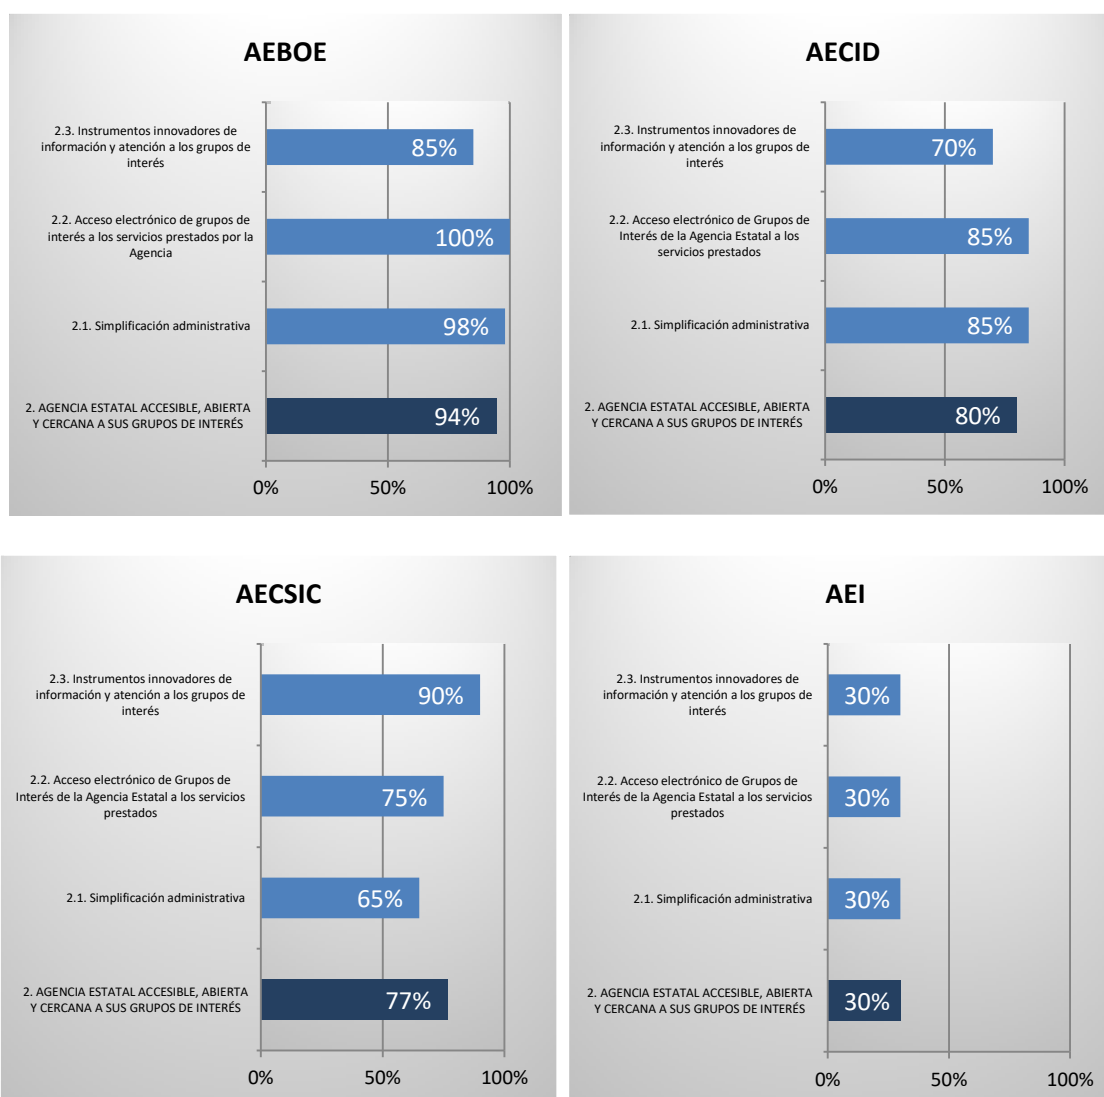 AEBOE
2.3. Instrumentos innovadores de
información y atención a los grupos de
interés
85%
2.2. Acceso electrónico de grupos de
interés a los servicios prestados por la
Agencia
100%
2.1. Simplificación administrativa
98%
2. AGENCIA ESTATAL ACCESIBLE, ABIERTA
Y CERCANA A SUS GRUPOS DE INTERÉS
94%
0%
50%
100%
AECID
2.3. Instrumentos innovadores de
información y atención a los grupos de
interés
70%
2.2. Acceso electrónico de Grupos de
Interés de la Agencia Estatal a los
servicios prestados
85%
2.1. Simplificación administrativa
85%
2. AGENCIA ESTATAL ACCESIBLE, ABIERTA
Y CERCANA A SUS GRUPOS DE INTERÉS
80%
0%
50%
100%
AECSIC
2.3. Instrumentos innovadores de
información y atención a los grupos de
interés
90%
2.2. Acceso electrónico de Grupos de
Interés de la Agencia Estatal a los servicios
prestados
75%
2.1. Simplificación administrativa
65%
2. AGENCIA ESTATAL ACCESIBLE, ABIERTA
Y CERCANA A SUS GRUPOS DE INTERÉS
77%
0%
50%
100%
AEI
2.3. Instrumentos innovadores de
información y atención a los grupos de
interés
30%
2.2. Acceso electrónico de Grupos de
Interés de la Agencia Estatal a los servicios
prestados
30%
2.1. Simplificación administrativa
30%
2. AGENCIA ESTATAL ACCESIBLE, ABIERTA
Y CERCANA A SUS GRUPOS DE INTERÉS
30%
0%
50%
100%